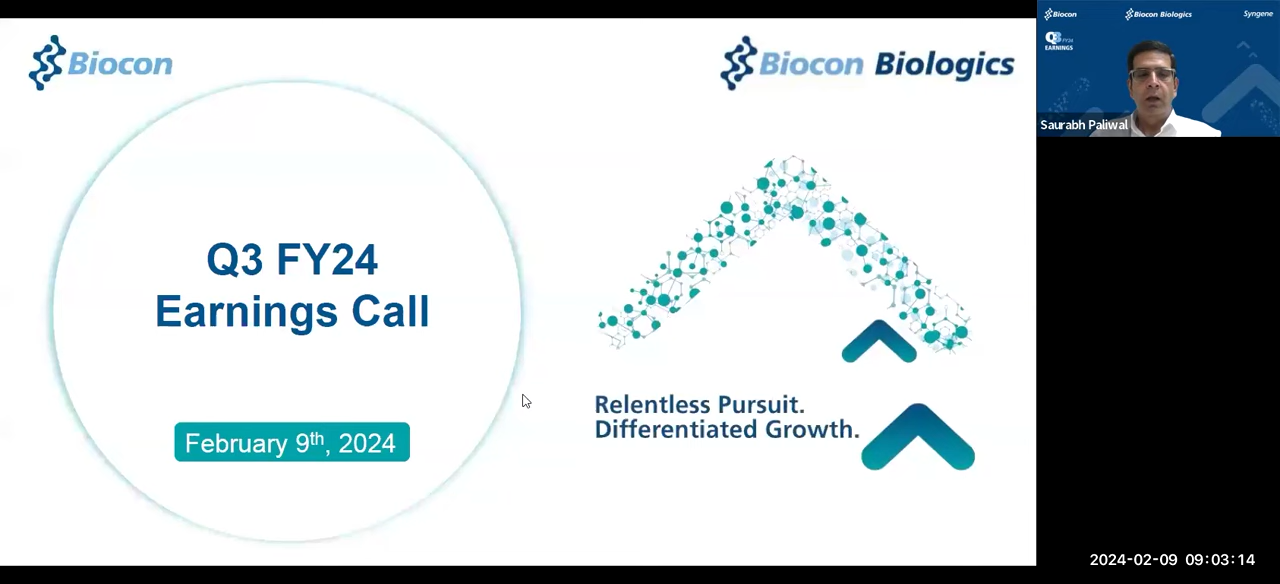 Biocon
Biocon Biologics
Q3 FY24
Earnings Call
February 9th, 2024
Relentless Pursuit.
Differentiated Growth.
Biocon
Biocon Biologics
Syngene
Q3 FY24
EARNINGS
Saurabh Paliwal
2024-02-09 09:03:14